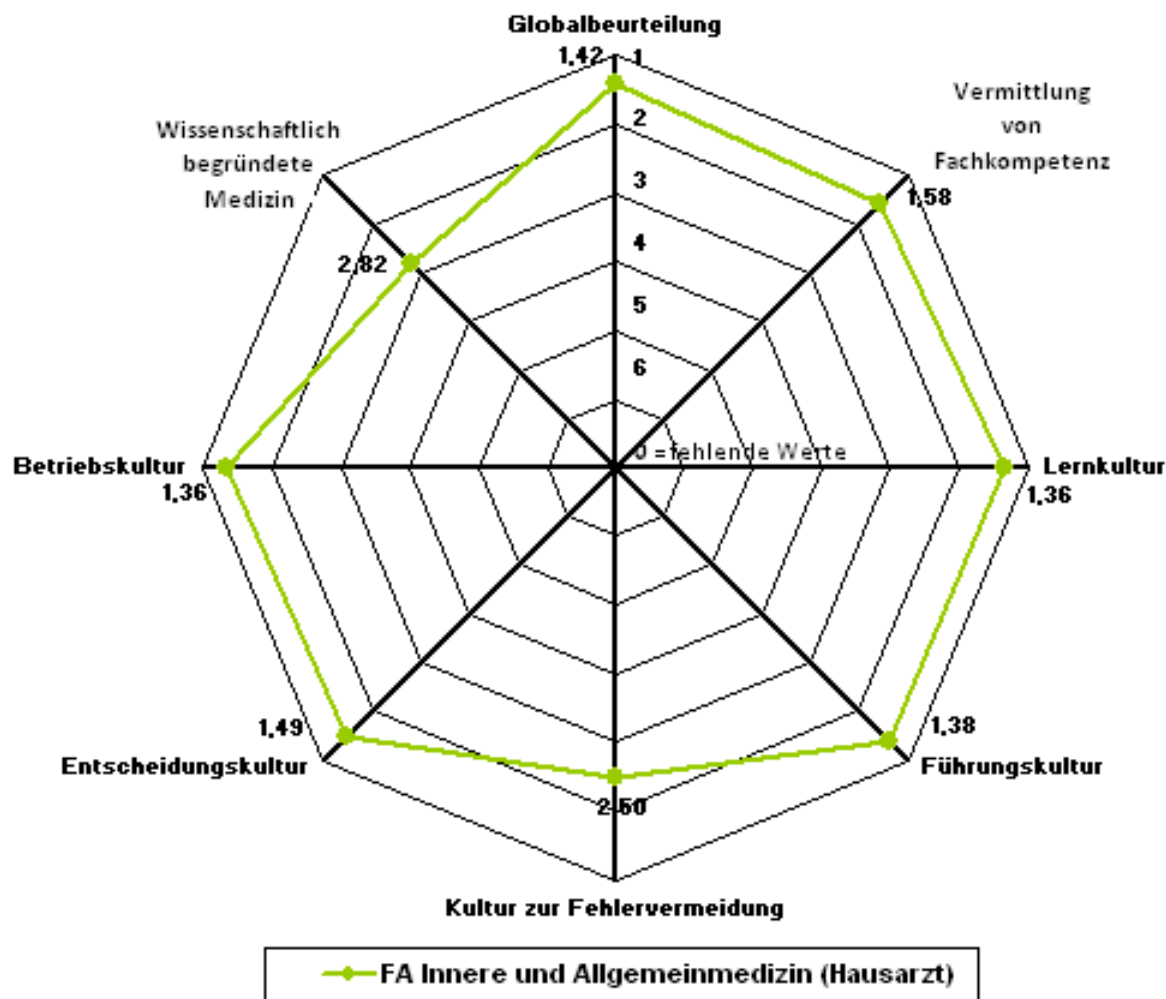 Globalbeurteilung
1,42
1
Vermittlung
von
Fachkompetenz
1,58
Wissenschaftlich
begründete
Medizin
2
3
4
5
6
2,82
0 =fehlende Werte
Betriebskultur
1,36
Lernkultur
1,36
1,49
Entscheidungskultur
1,38
Führungskultur
2,50
Kultur zur Fehlervermeidung
FA Innere und Allgemeinmedizin (Hausarzt)